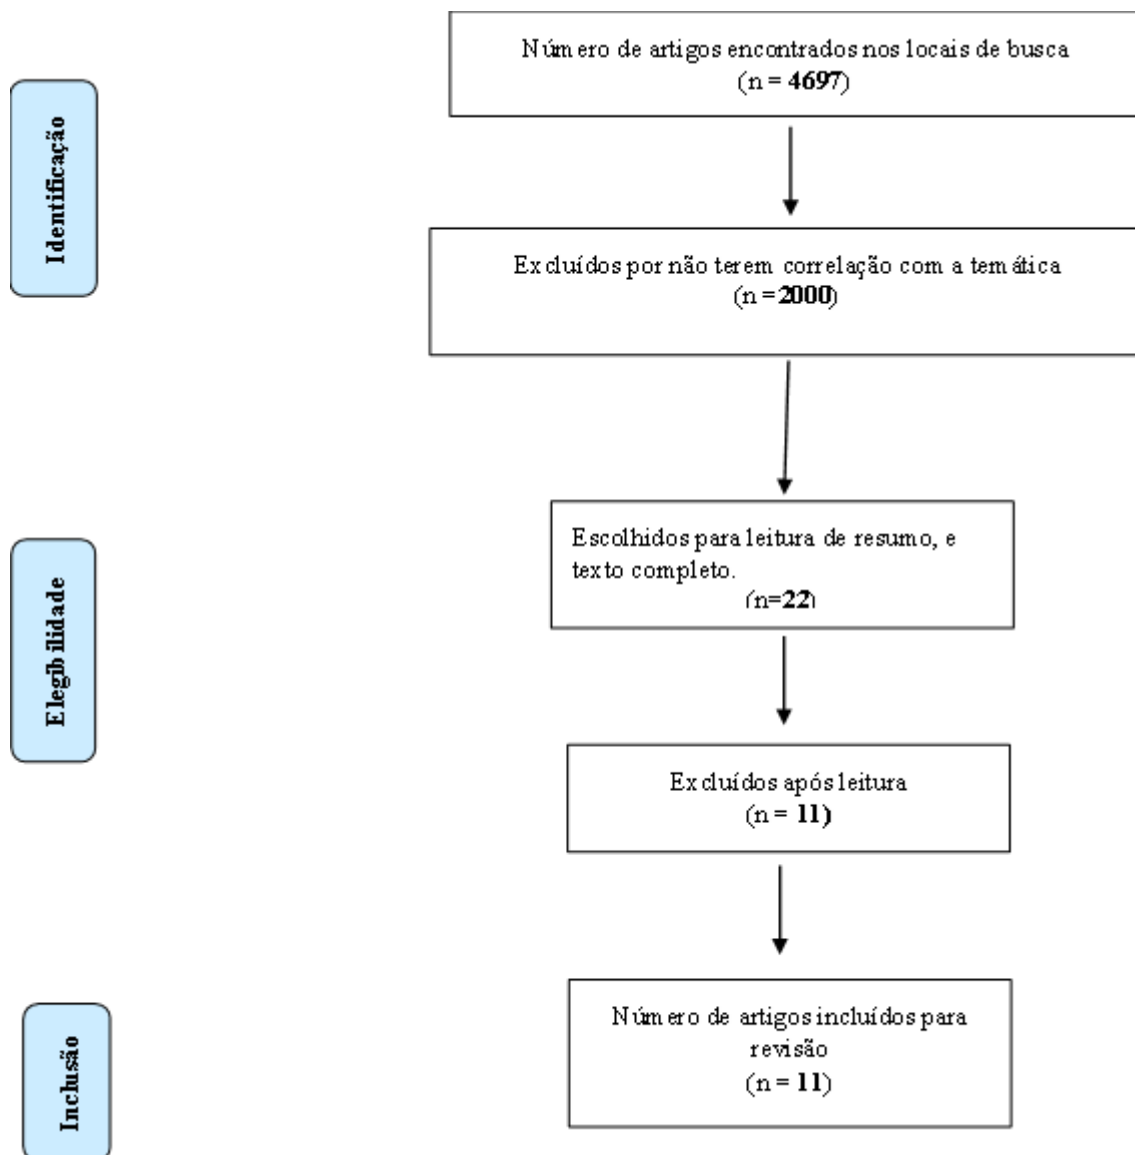 Identificação
Número de artigos encontrados nos locais de busca
(n = 4697)
Excluídos por não terem correlação com a temática
(n =2000)
Elegibilidade
Escolhidos para leitura de resumo, e
texto completo.
(n=22)
Excluídos após leitura
(n = 11)
Inclusão
Número de artigos incluídos para
revisão
(n = 11)